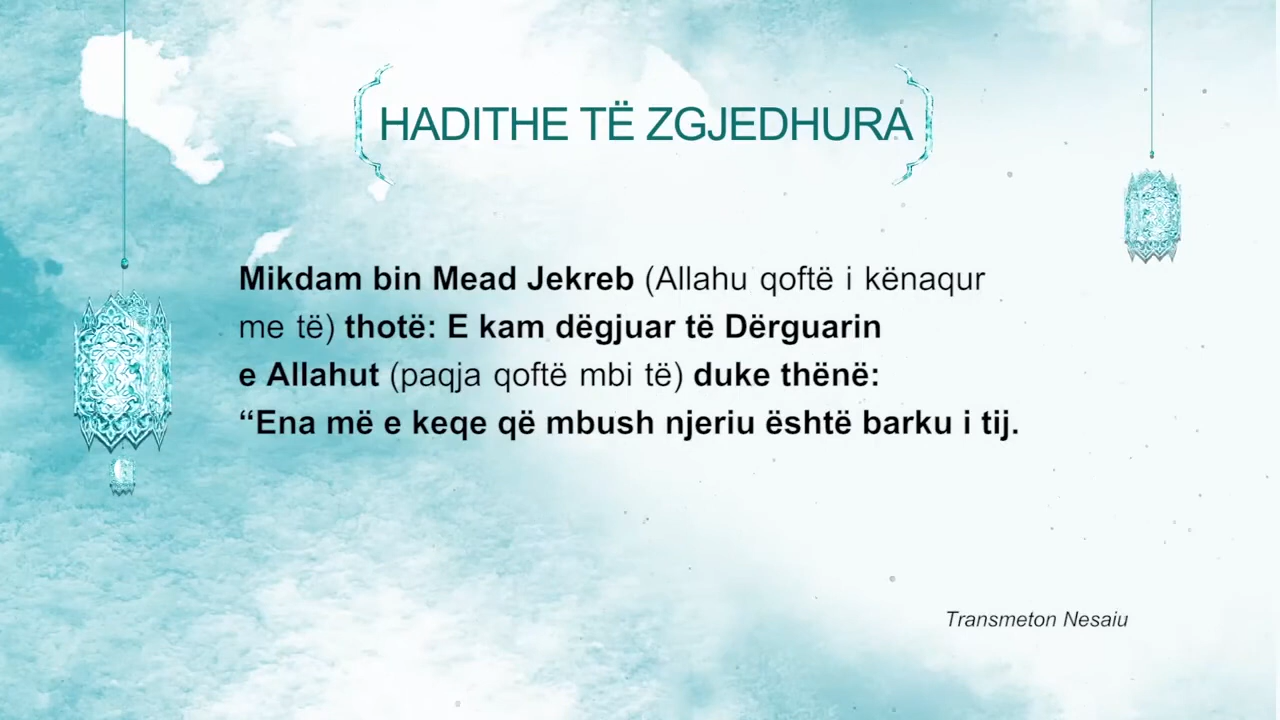 HADITHE TË ZGJEDHURA
Mikdam bin Mead Jekreb (Allahu qoftë i kënaqur
me të) thotë: E kam dëgjuar të Dërguarin
e Allahut (paqja qoftë mbi të) duke thënë:
“Ena më e keqe që mbush njeriu është barku i tij.
Transmeton Nesaiu